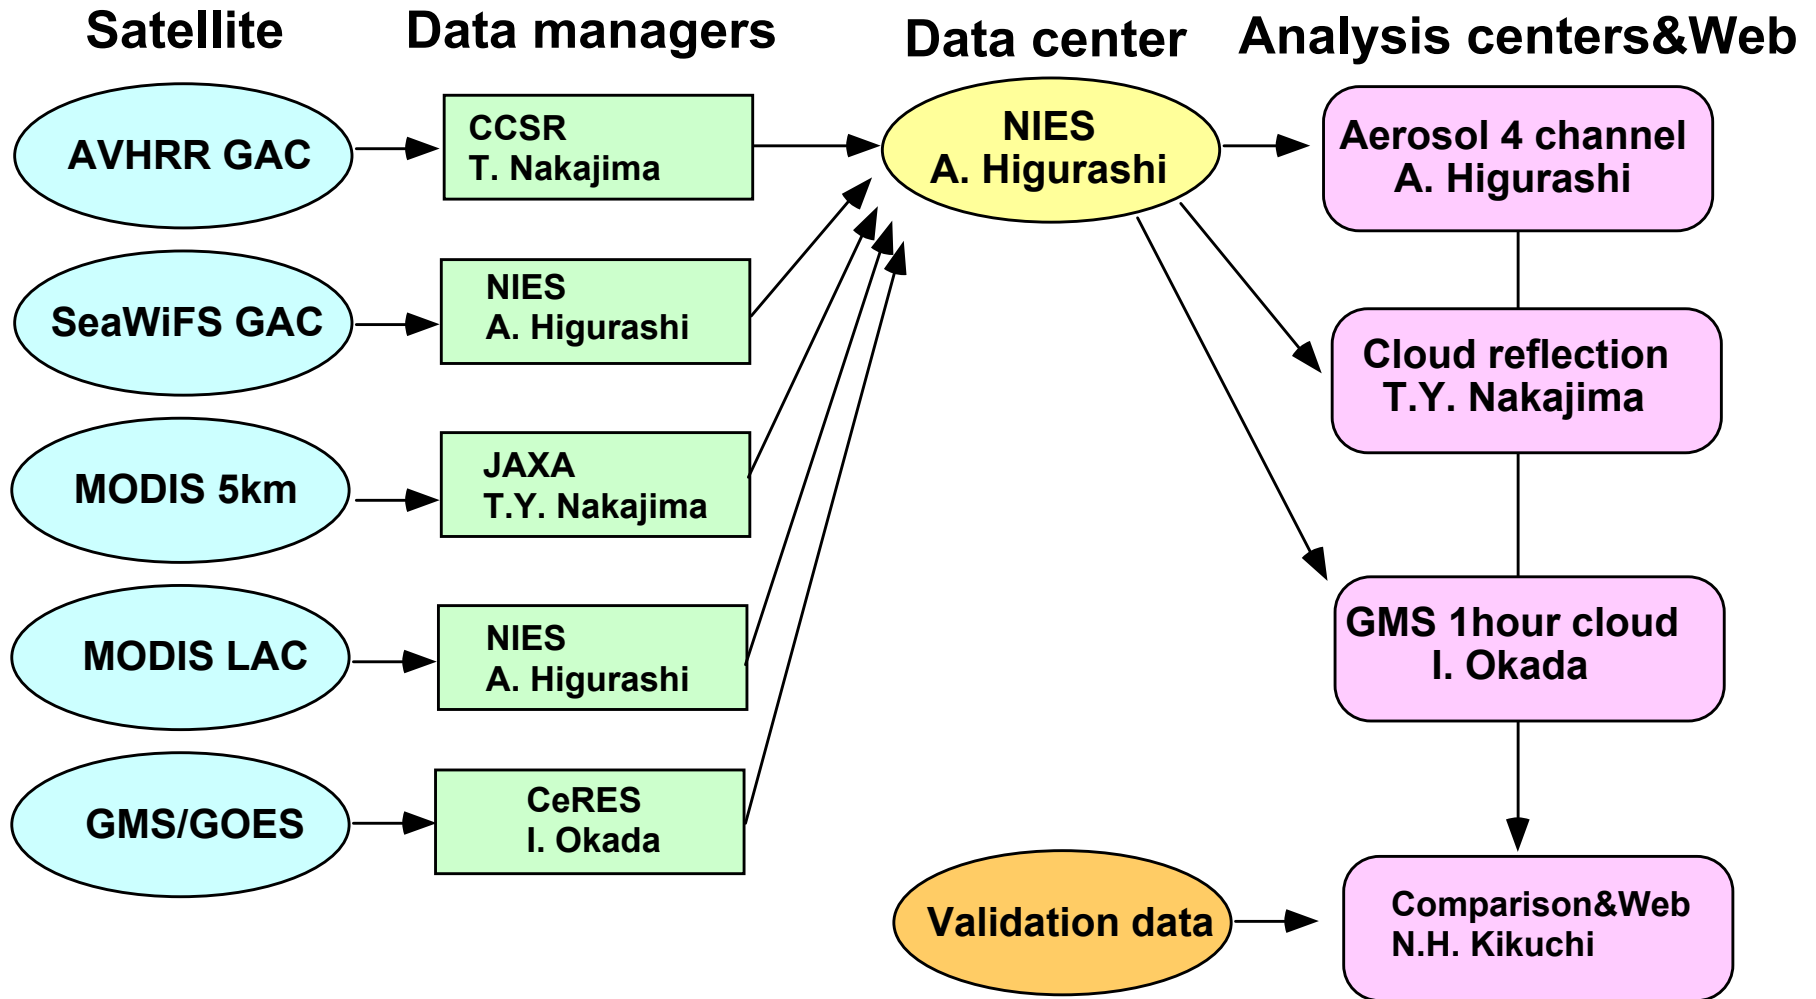 Satellite
Data managers
Data center
Analysis centers&Web
AVHRR GAC
CCSR
T. Nakajima
NIES
A. Higurashi
Aerosol 4 channel
A. Higurashi
SeaWiFS GAC
NIES
A. Higurashi
Cloud reflection
T.Y. Nakajima
MODIS 5km
JAXA
T.Y. Nakajima
MODIS LAC
NIES
A. Higurashi
GMS 1hour cloud
I. Okada
GMS/GOES
CeRES
I. Okada
Validation data
Comparison&Web
N.H. Kikuchi